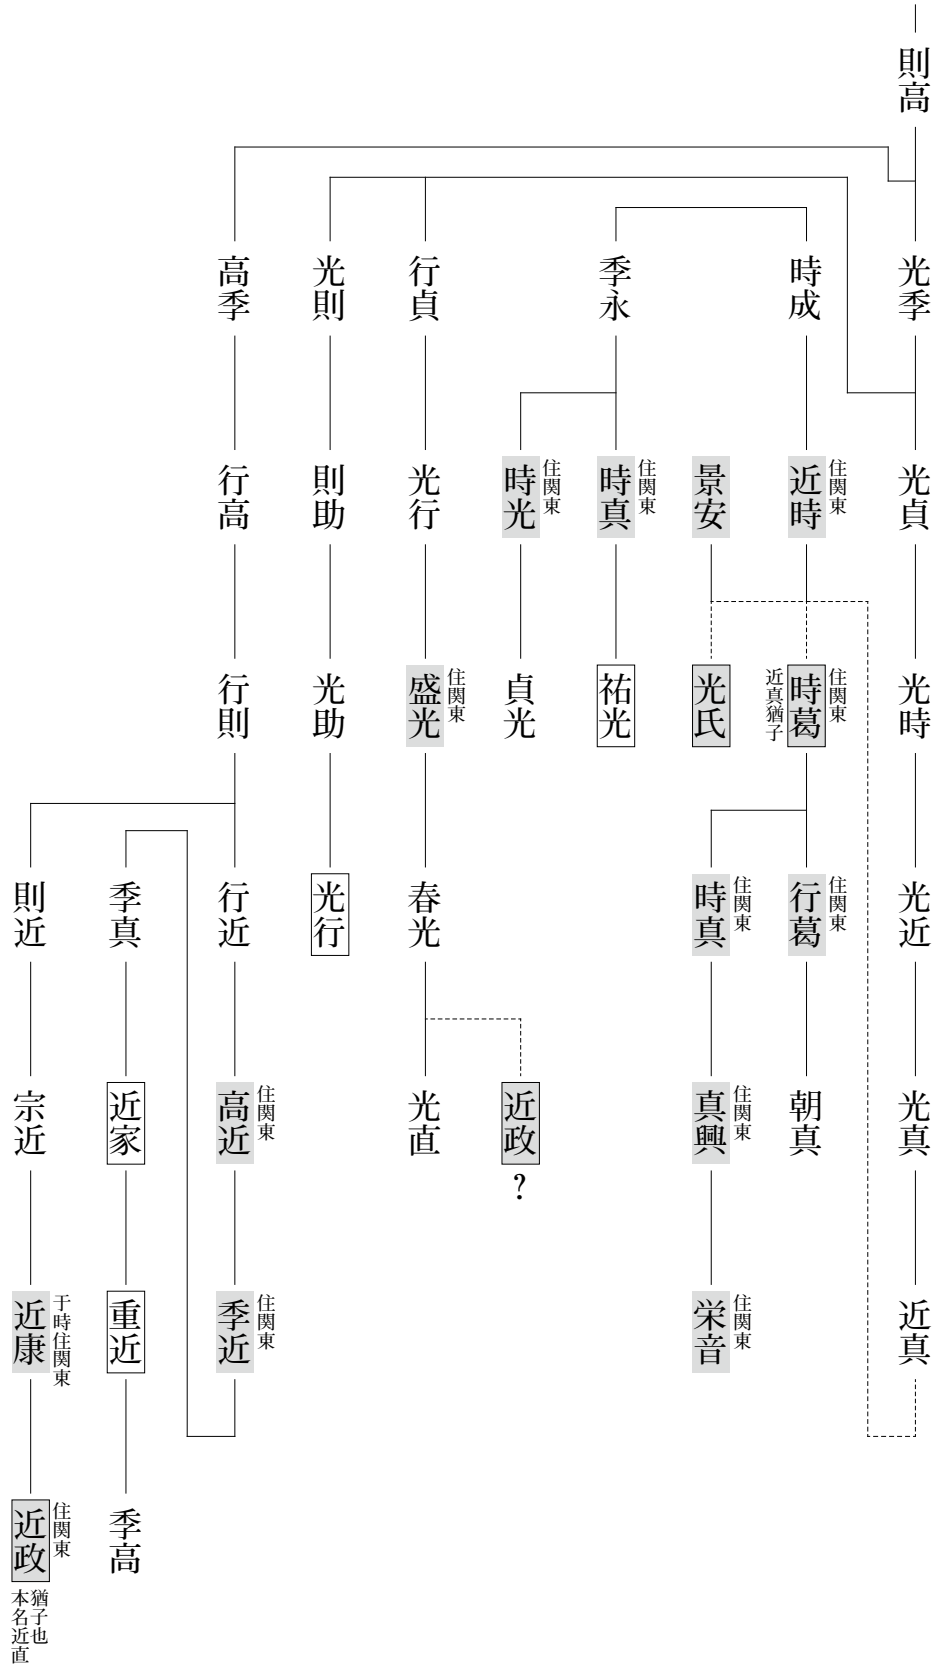 則高
光季
光貞
光時
光近
光真
近真
時成
住関東
近時
住関東
時葛
近真猶子
住関東
行葛
朝真
景安
光氏
住関東
時真
住関東
真興
住関東
栄音
季永
住関東
時真
祐光
住関東
時光
貞光
近政
？
行貞
光行
住関東
盛光
春光
光直
光則
則助
光助
光行
高季
行高
行則
行近
住関東
高近
住関東
季近
季真
近家
重近
季高
則近
宗近
于時住関東
近康
住関東
近政
猶子也
本名近直